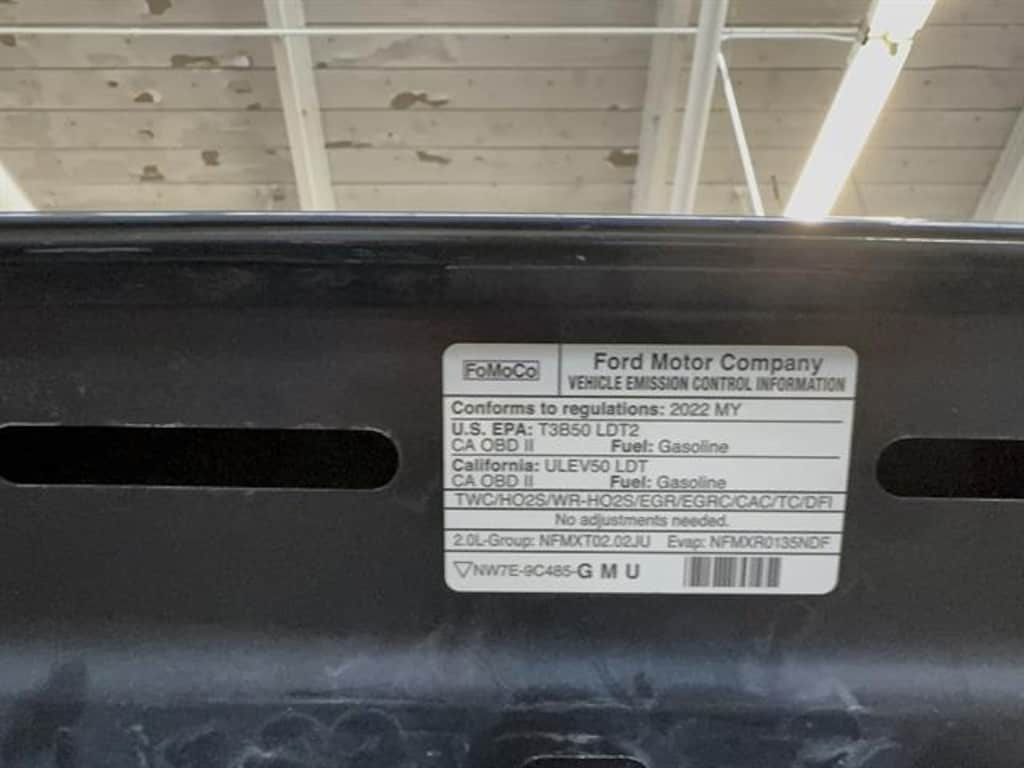 FoMoCo
Ford Motor Company
VEHICLE EMISSION CONTROL INFORMATION
Conforms to regulations: 2022 MY
U.S. EPA: T3B50 LDT2
CA OBD II Fuel: Gasoline
California: ULEV50 LDT
CA OBD II Fuel: Gasoline
TWC/HO2S/WR-HO2S/EGR/EGRC/CAC/TC/DFI
No adjustments needed.
2.0L-Group: NFMXT02.02JU Evap: NFMXR0135NDF
NW7E-9C485-G M U